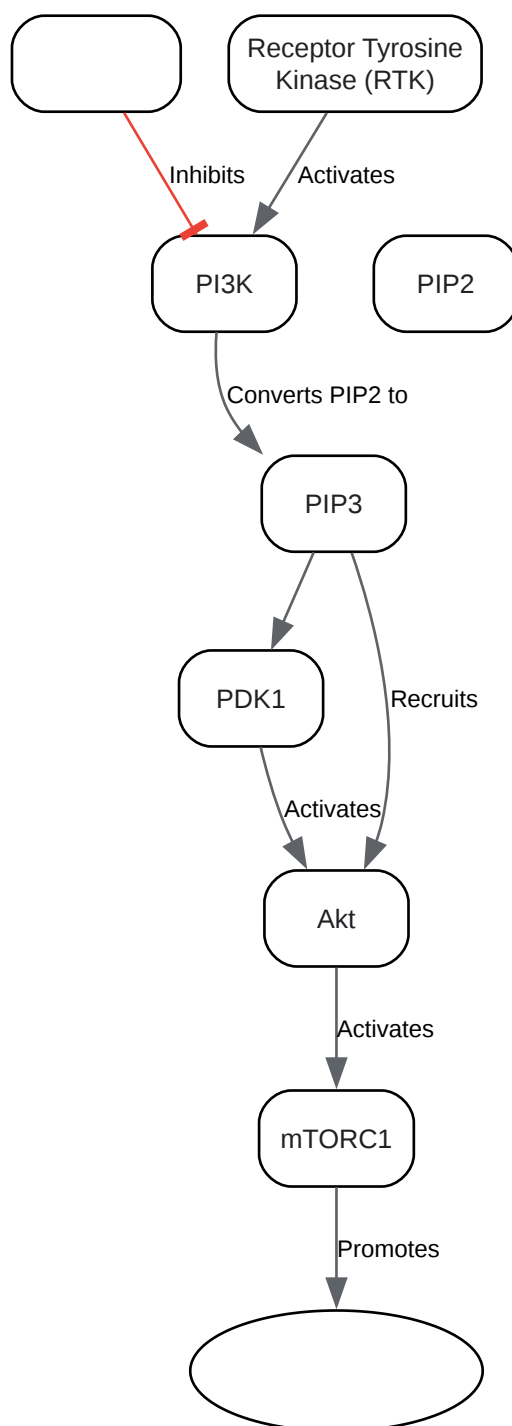 Receptor Tyrosine
Kinase (RTK)
Inhibits
Activates
PI3K
PIP2
Converts PIP2 to
PIP3
PDK1
Recruits
Activates
Akt
Activates
mTORC1
Promotes